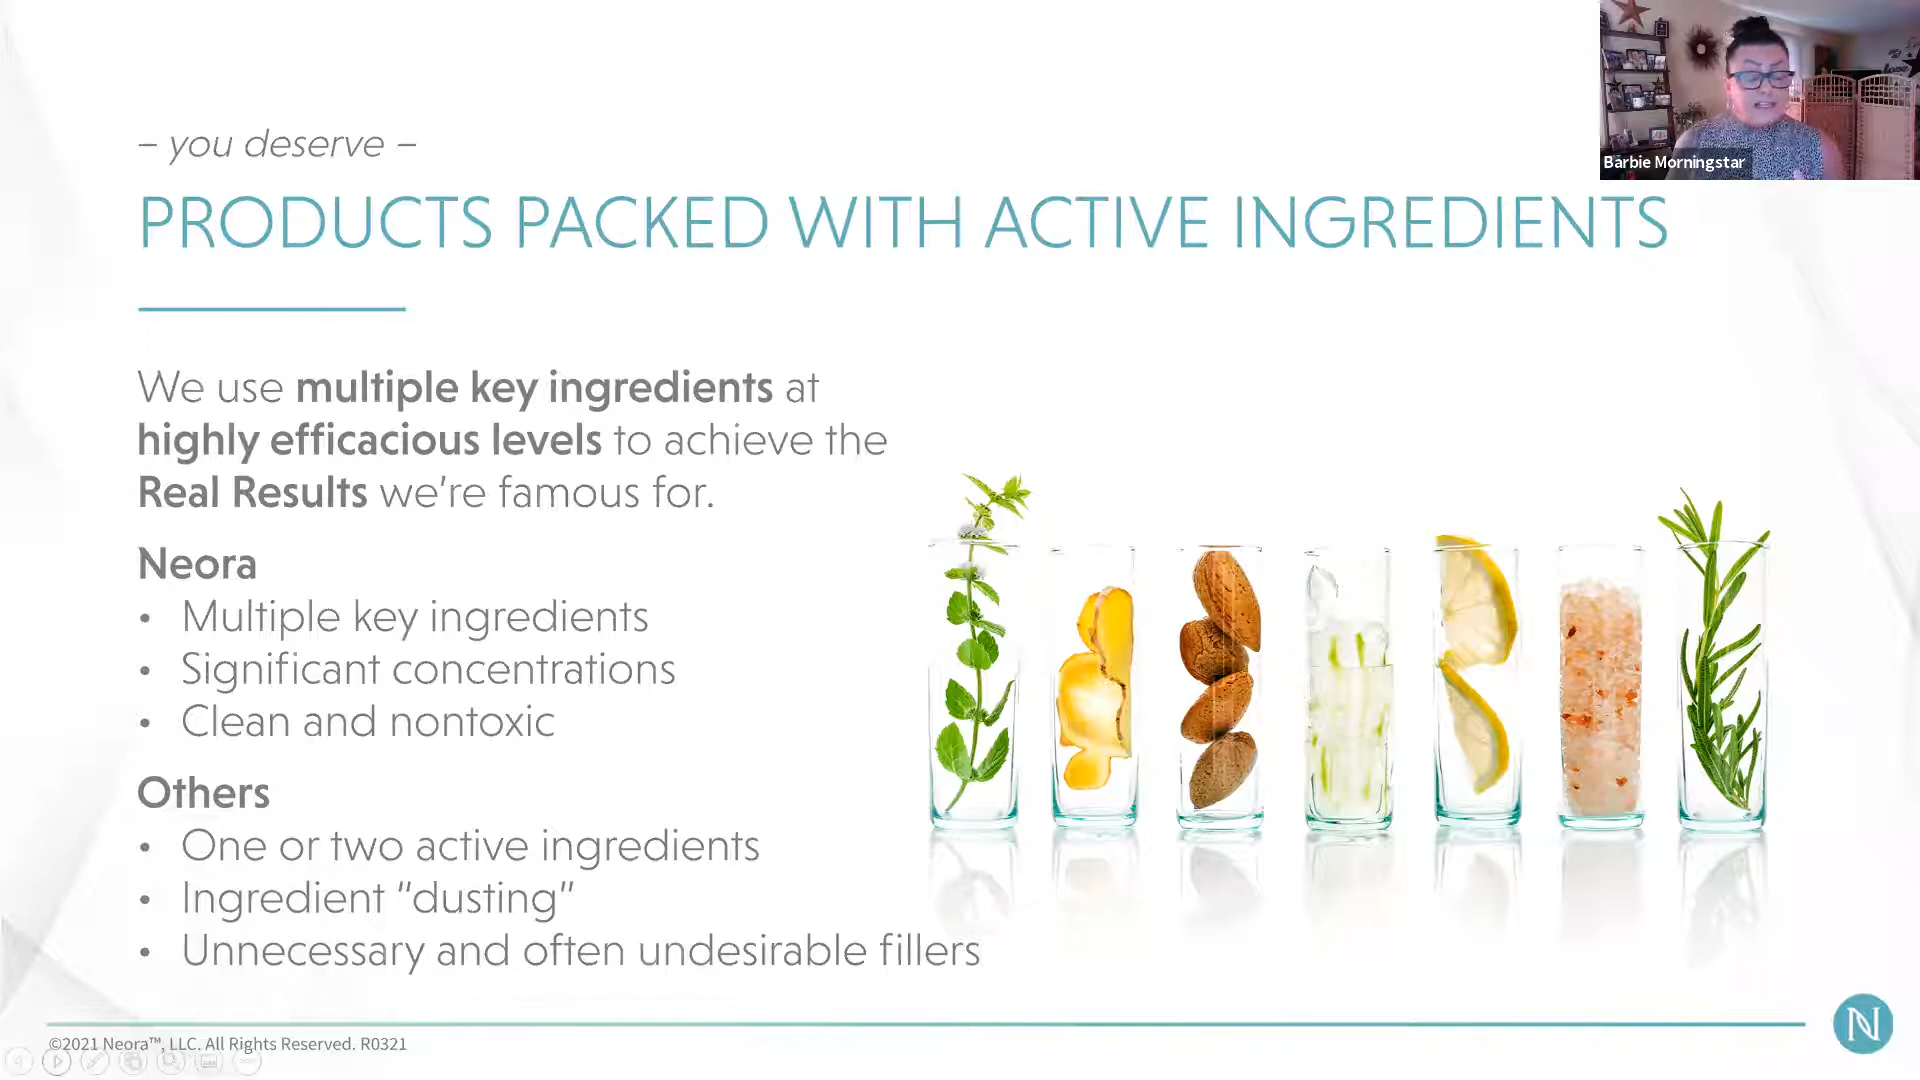 – you deserve –
PRODUCTS PACKED WITH ACTIVE INGREDIENTS
We use multiple key ingredients at
highly efficacious levels to achieve the
Real Results we're famous for.
Neora
• Multiple key ingredients
• Significant concentrations
• Clean and nontoxic
Others
• One or two active ingredients
• Ingredient "dusting"
• Unnecessary and often undesirable fillers
©2021 Neora™, LLC. All Rights Reserved. R0321
N
Barbie Morningstar